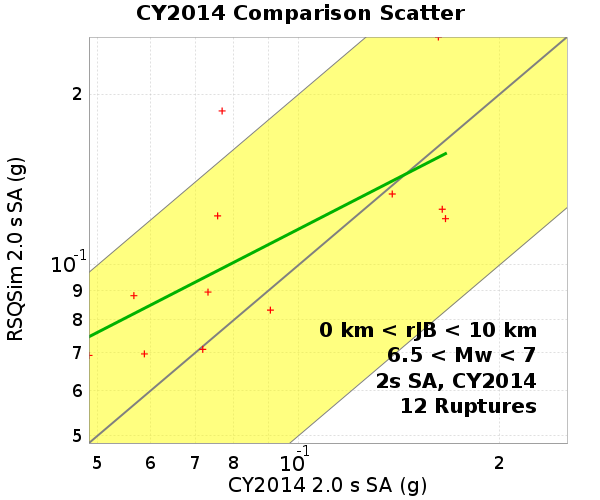 CY2014 Comparison Scatter
RSQSim 2.0 s SA (g)
2
10-1
9
8
7
6
5
0 km < rJB < 10 km
6.5 < Mw < 7
2s SA, CY2014
12 Ruptures
5 6 7 8 10-1 2
CY2014 2.0 s SA (g)